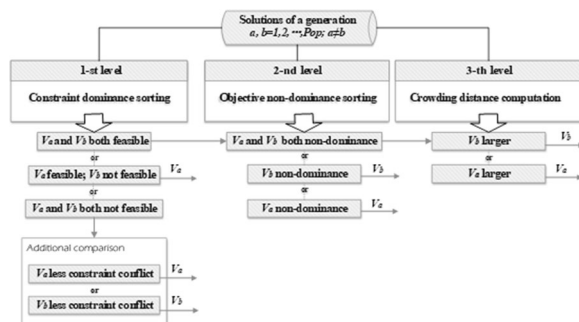 Solutions of a generation
a, b=1,2, ···,Pop; a≠b
1-st level
Constraint dominance sorting
2-nd level
Objective non-dominance sorting
3-th level
Crowding distance computation
Va and Vb both feasible
or
Va feasible; Vb not feasible
Va
or
Va and Vb both not feasible
Additional comparison
Va less constraint conflict
Va
or
Vb less constraint conflict
Vb
Va and Vb both non-dominance
or
Vb non-dominance
Vb
or
Va non-dominance
Va
Vb larger
Vb
or
Va larger
Va